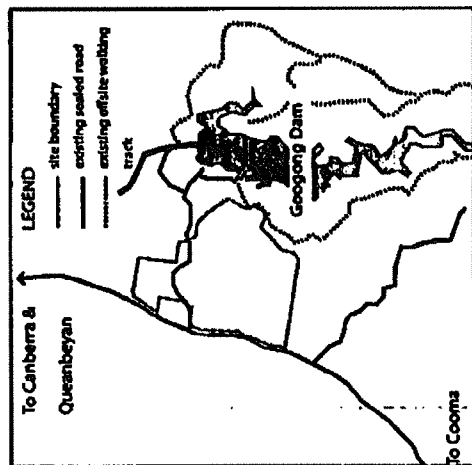 To Canberra &
Queanbeyan
LEGEND
site boundary
existing sealed road
existing offsite walking
track
Googong Dam
To Cooma